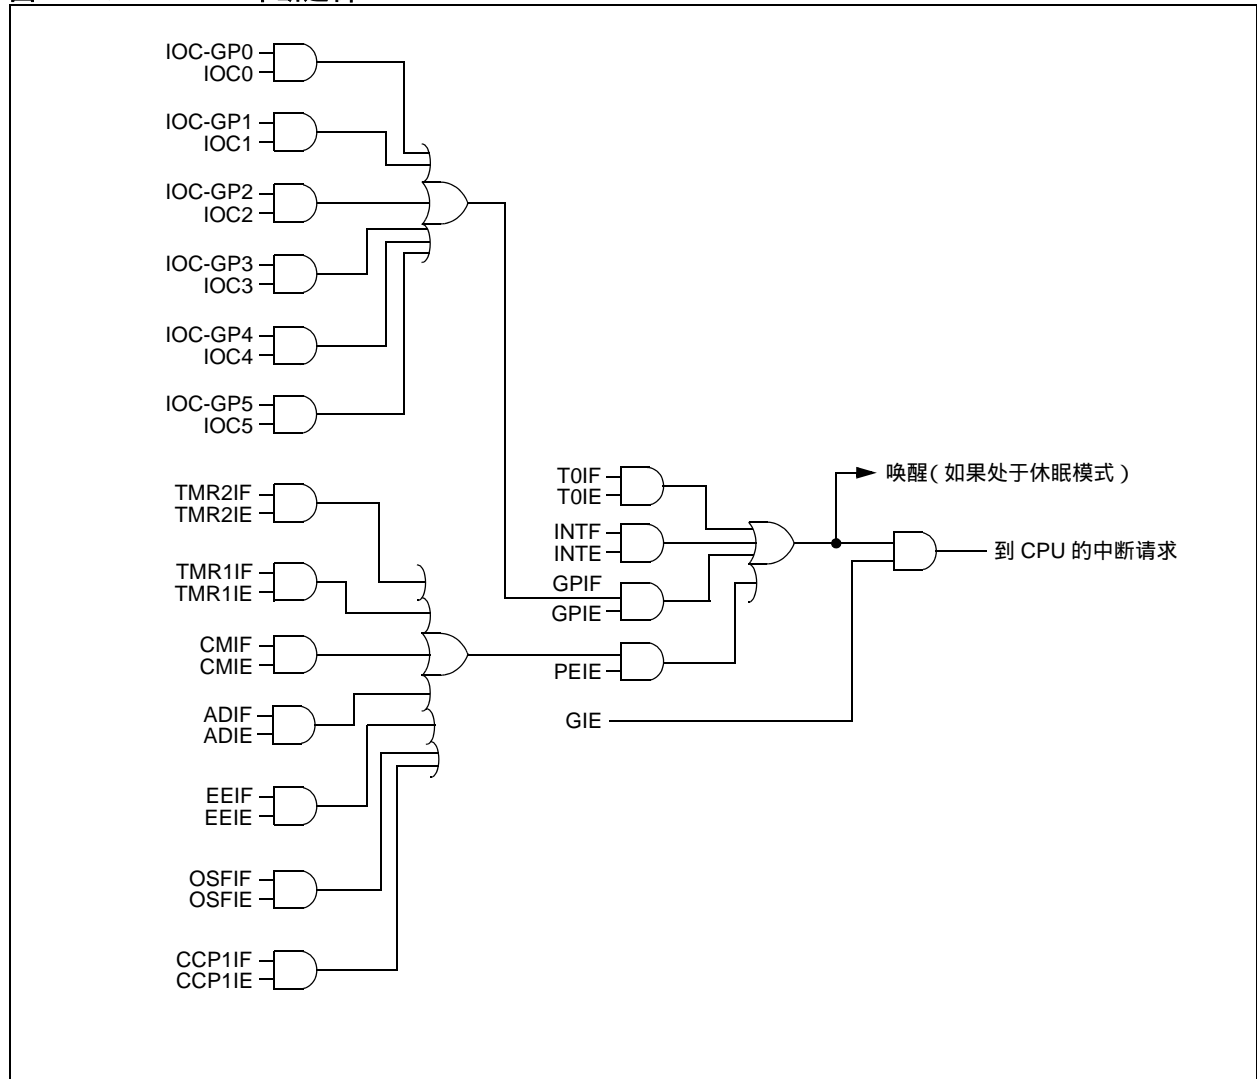 IOC-GP0
IOC0
IOC-GP1
IOC1
IOC-GP2
IOC2
IOC-GP3
IOC3
IOC-GP4
IOC4
IOC-GP5
IOC5
TMR2IF
TMR2IE
TMR1IF
TMR1IE
CMIF
CMIE
ADIF
ADIE
EEIF
EEIE
OSFIF
OSFIE
CCP1IF
CCP1IE
T0IF
T0IE
INTF
INTE
GPIF
GPIE
PEIE
GIE
唤醒(如果处于休眠模式)
到 CPU 的中断请求